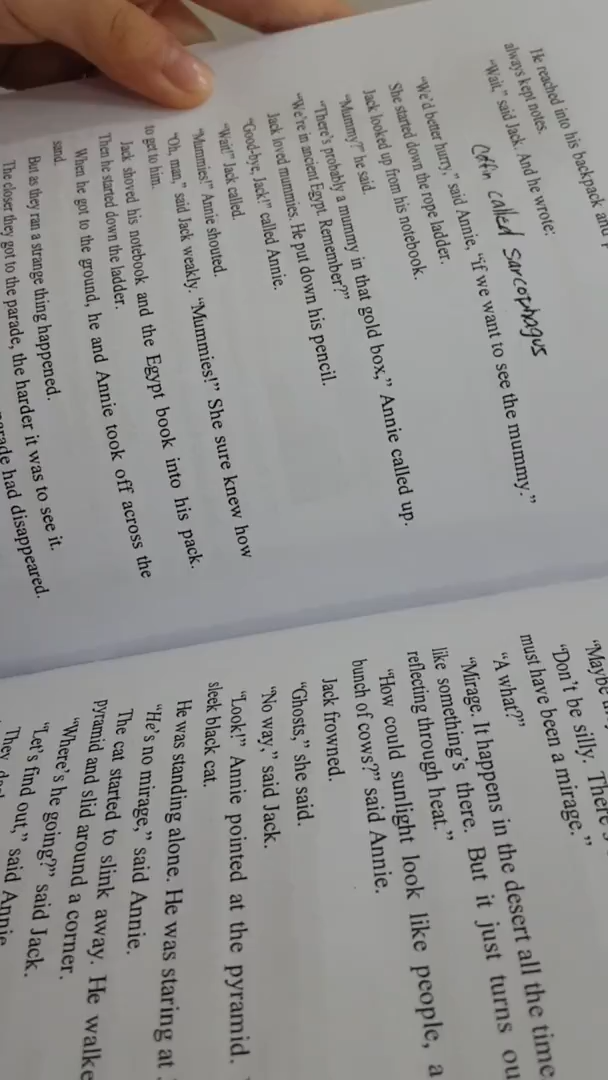 He reached into his backpack and
always kept notes.
"Wait," said Jack. And he wrote:
Coffin called Sarcophagus
"We'd better hurry," said Annie, "if we want to see the mummy."
She started down the rope ladder.
Jack looked up from his notebook.
"Mummy?" he said.
"There's probably a mummy in that gold box," Annie called up.
"We're in ancient Egypt. Remember?"
Jack loved mummies. He put down his pencil.
"Good-bye, Jack!" called Annie.
"Wait!" Jack called.
"Mummies!" Annie shouted.
"Oh, man," said Jack weakly. "Mummies!" She sure knew how
to get to him.
Jack shoved his notebook and the Egypt book into his pack.
Then he started down the ladder.
When he got to the ground, he and Annie took off across the
sand.
But as they ran a strange thing happened.
The closer they got to the parade, the harder it was to see it.
parade had disappeared.
"Maybe
"Don't be silly. There's
must have been a mirage."
"A what?"
"Mirage. It happens in the desert all the time
like something's there. But it just turns ou
reflecting through heat."
"How could sunlight look like people, a
bunch of cows?" said Annie.
Jack frowned.
"Ghosts," she said.
"No way," said Jack.
"Look!" Annie pointed at the pyramid.
sleek black cat.
He was standing alone. He was staring at
"He's no mirage," said Annie.
The cat started to slink away. He walke
pyramid and slid around a corner.
"Where's he going?" said Jack.
"Let's find out," said Annie
They